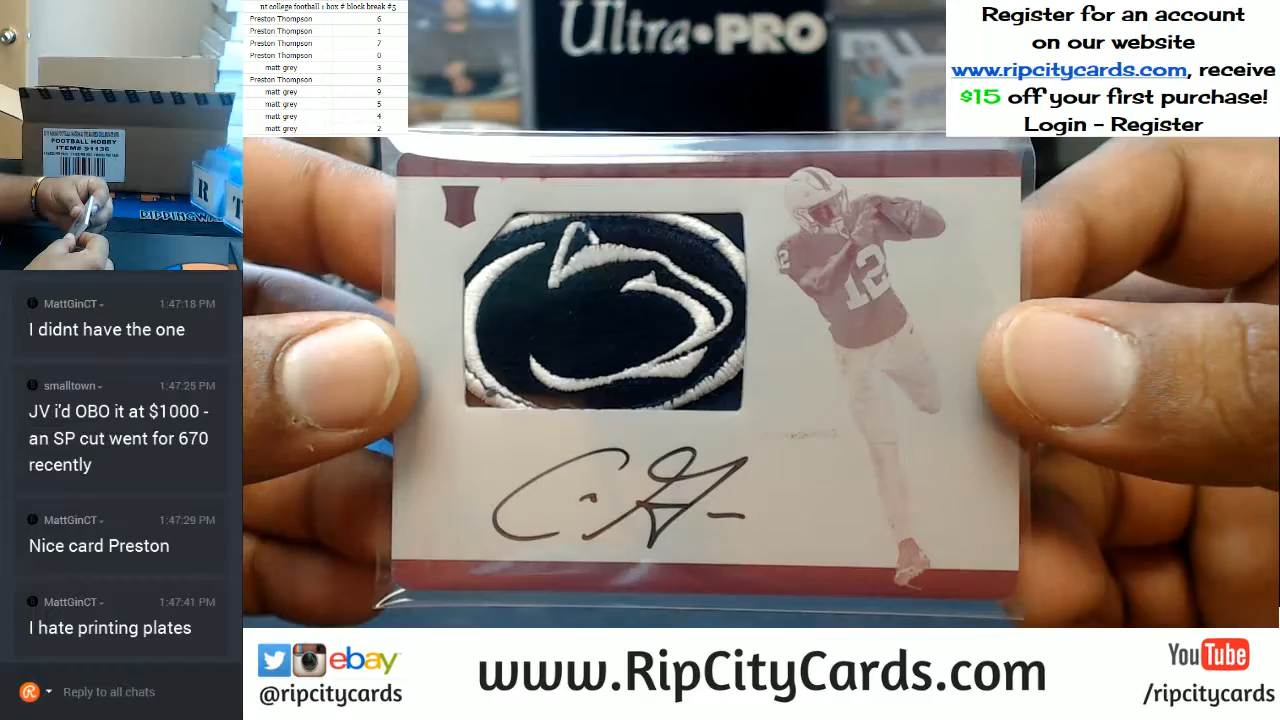 nt college football 1 box # block break #5
Preston Thompson 6
Preston Thompson 1
Preston Thompson 7
Preston Thompson 0
matt grey 3
Preston Thompson 8
matt grey 9
matt grey 5
matt grey 4
matt grey 2
Ultra•PRO
Register for an account
on our website
www.ripcitycards.com, receive
$15 off your first purchase!
Login - Register
FOOTBALL HOBBY
ITEM# 91136
R
T
RIPPINGWA
12
MattGinCT 1:47:18 PM
I didnt have the one
smalltown 1:47:25 PM
JV i'd OBO it at $1000 -
an SP cut went for 670
recently
MattGinCT 1:47:29 PM
Nice card Preston
MattGinCT 1:47:41 PM
I hate printing plates
Reply to all chats
ebay
@ripcitycards
www.RipCityCards.com
YouTube
/ripcitycards